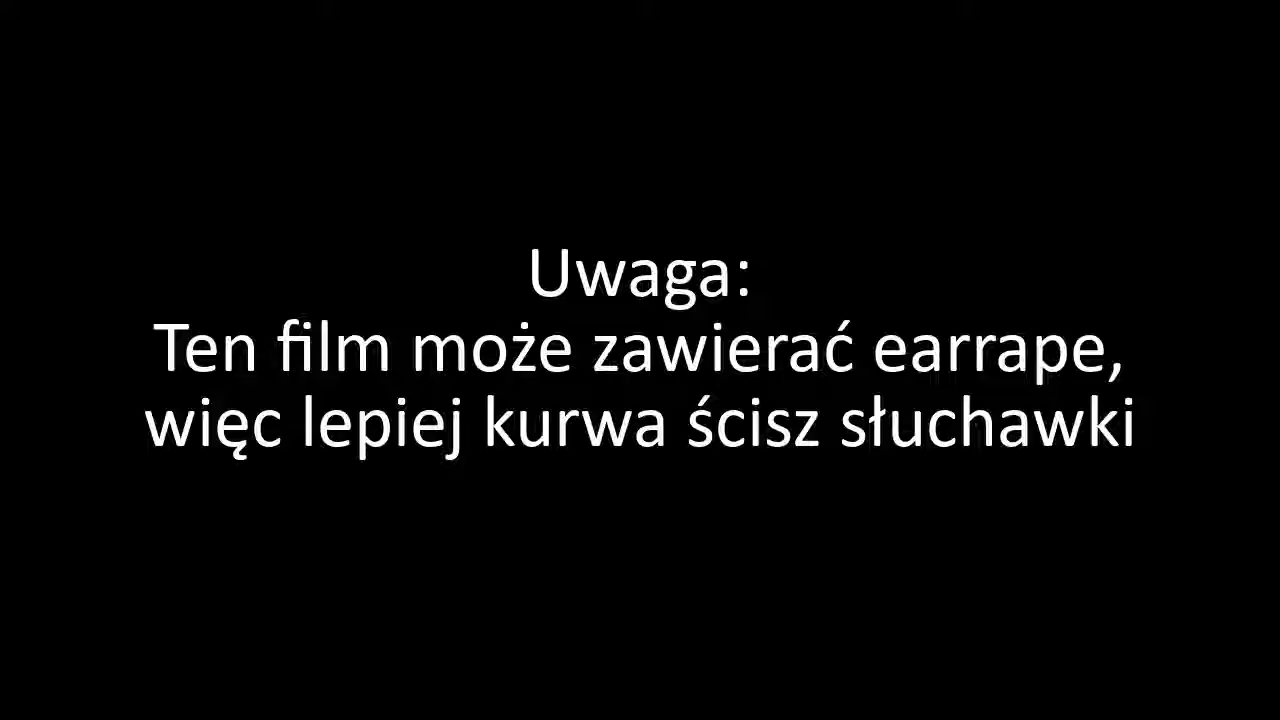 Uwaga:
Ten film może zawierać earrape,
więc lepiej kurwa ścisz słuchawki